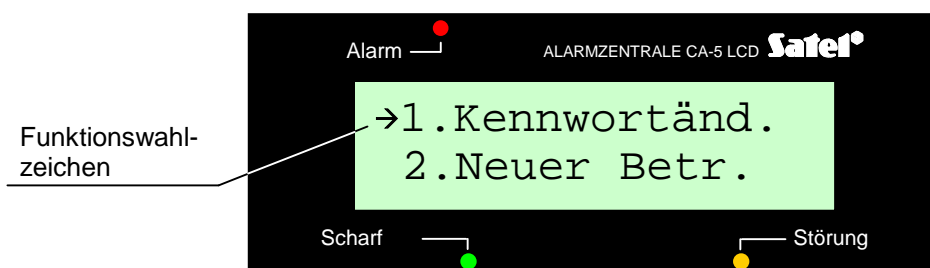 Alarm
ALARMZENTRALE CA-5 LCD Satel
Funktionswahl-
zeichen
→1.Kennwortänd.
2.Neuer Betr.
Scharf
Störung